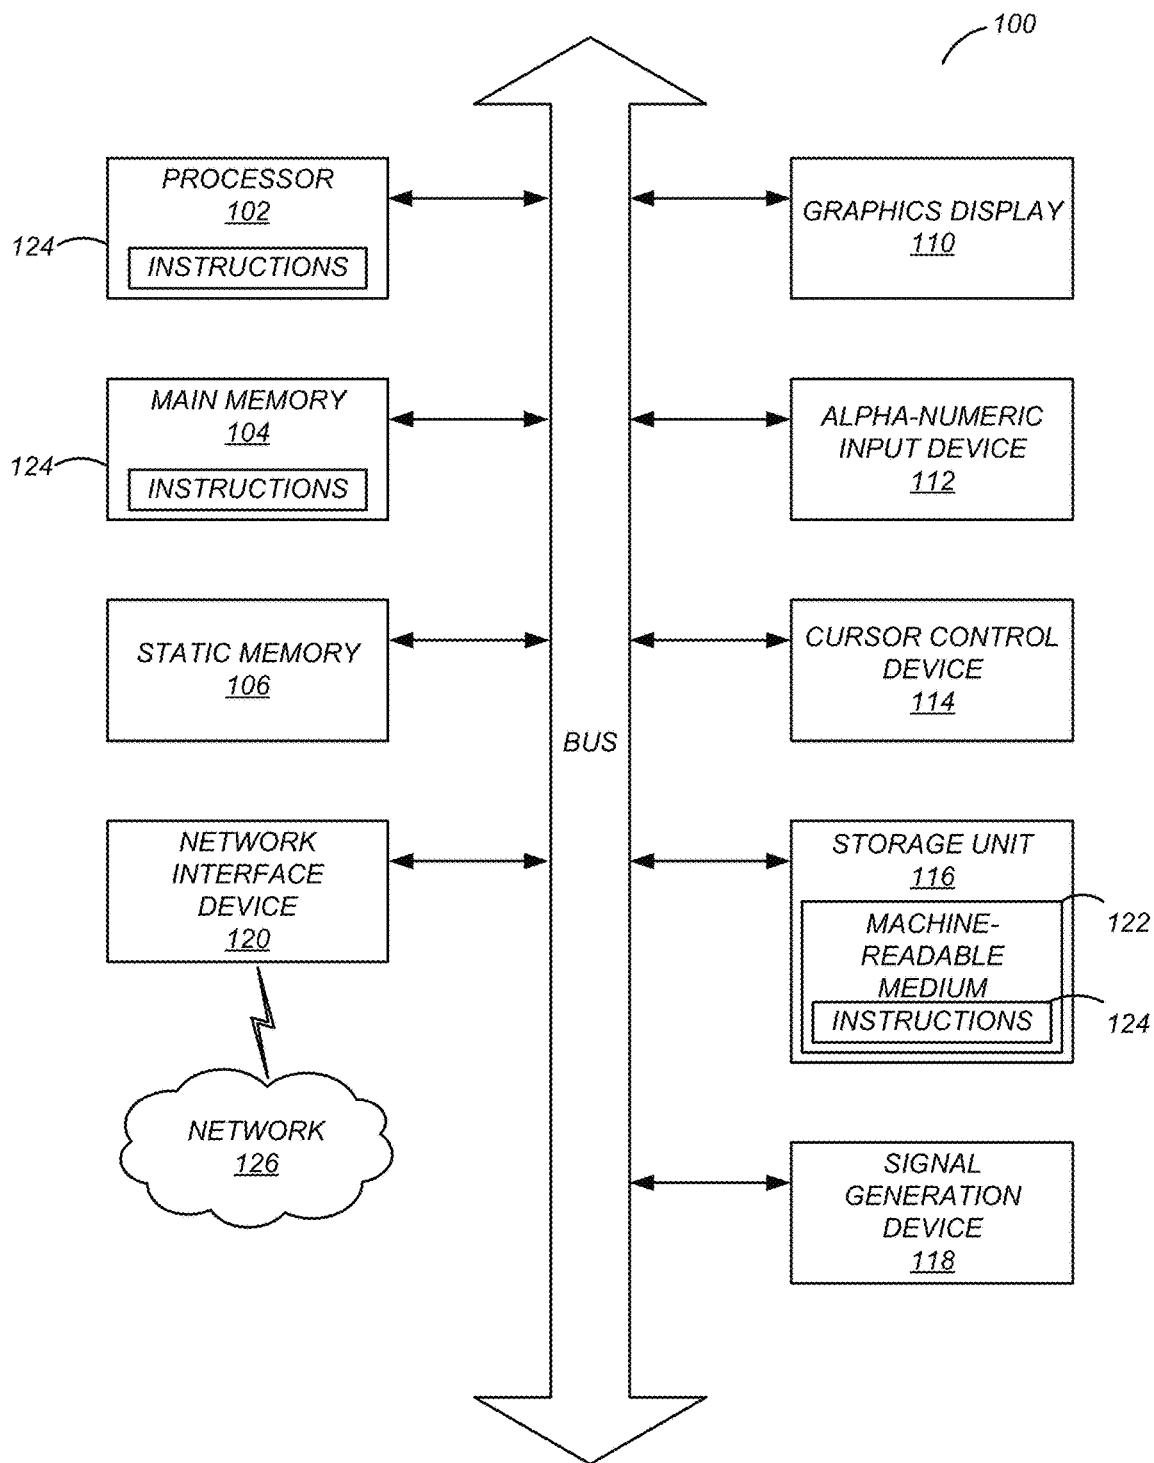 100
PROCESSOR
102
124
INSTRUCTIONS
GRAPHICS DISPLAY
110
MAIN MEMORY
104
124
INSTRUCTIONS
ALPHA-NUMERIC
INPUT DEVICE
112
STATIC MEMORY
106
CURSOR CONTROL
DEVICE
114
BUS
NETWORK
INTERFACE
DEVICE
120
STORAGE UNIT
116
122
MACHINE-
READABLE
MEDIUM
INSTRUCTIONS
124
NETWORK
126
SIGNAL
GENERATION
DEVICE
118